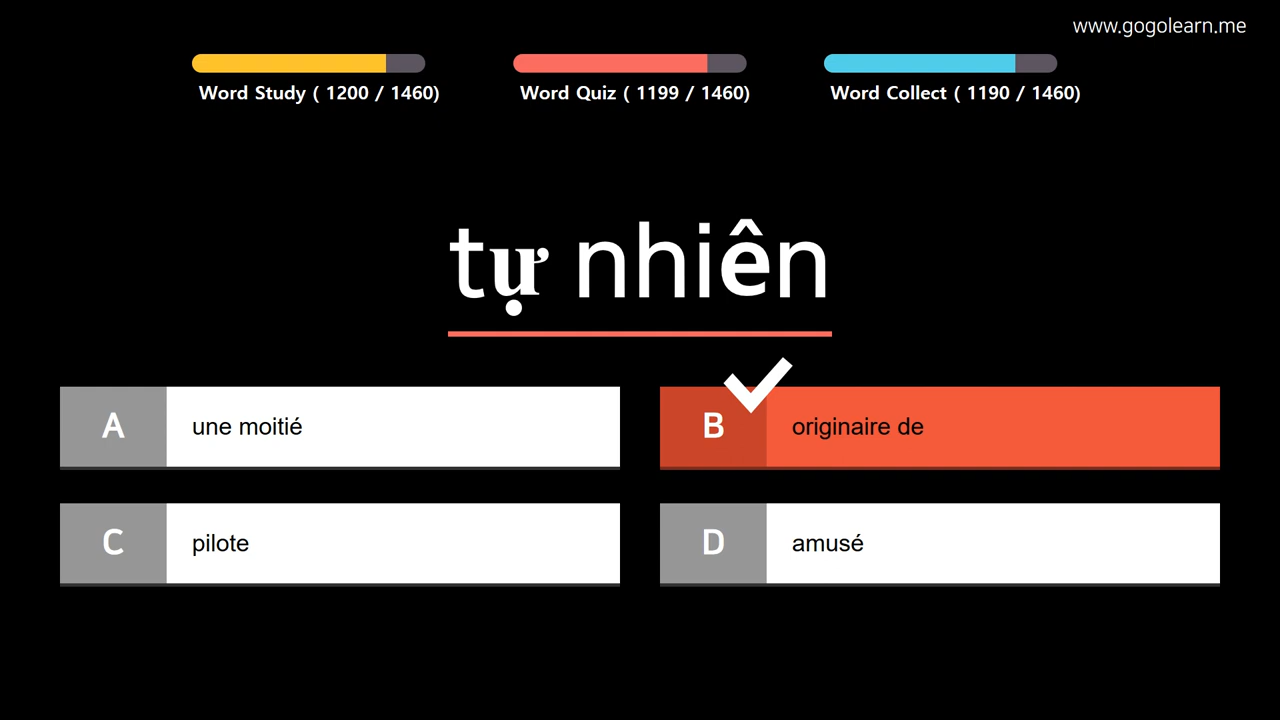 www.gogolearn.me
Word Study ( 1200 / 1460)
Word Quiz ( 1199 / 1460)
Word Collect ( 1190 / 1460)
tự nhiên
A une moitié
B originaire de
C pilote
D amusé